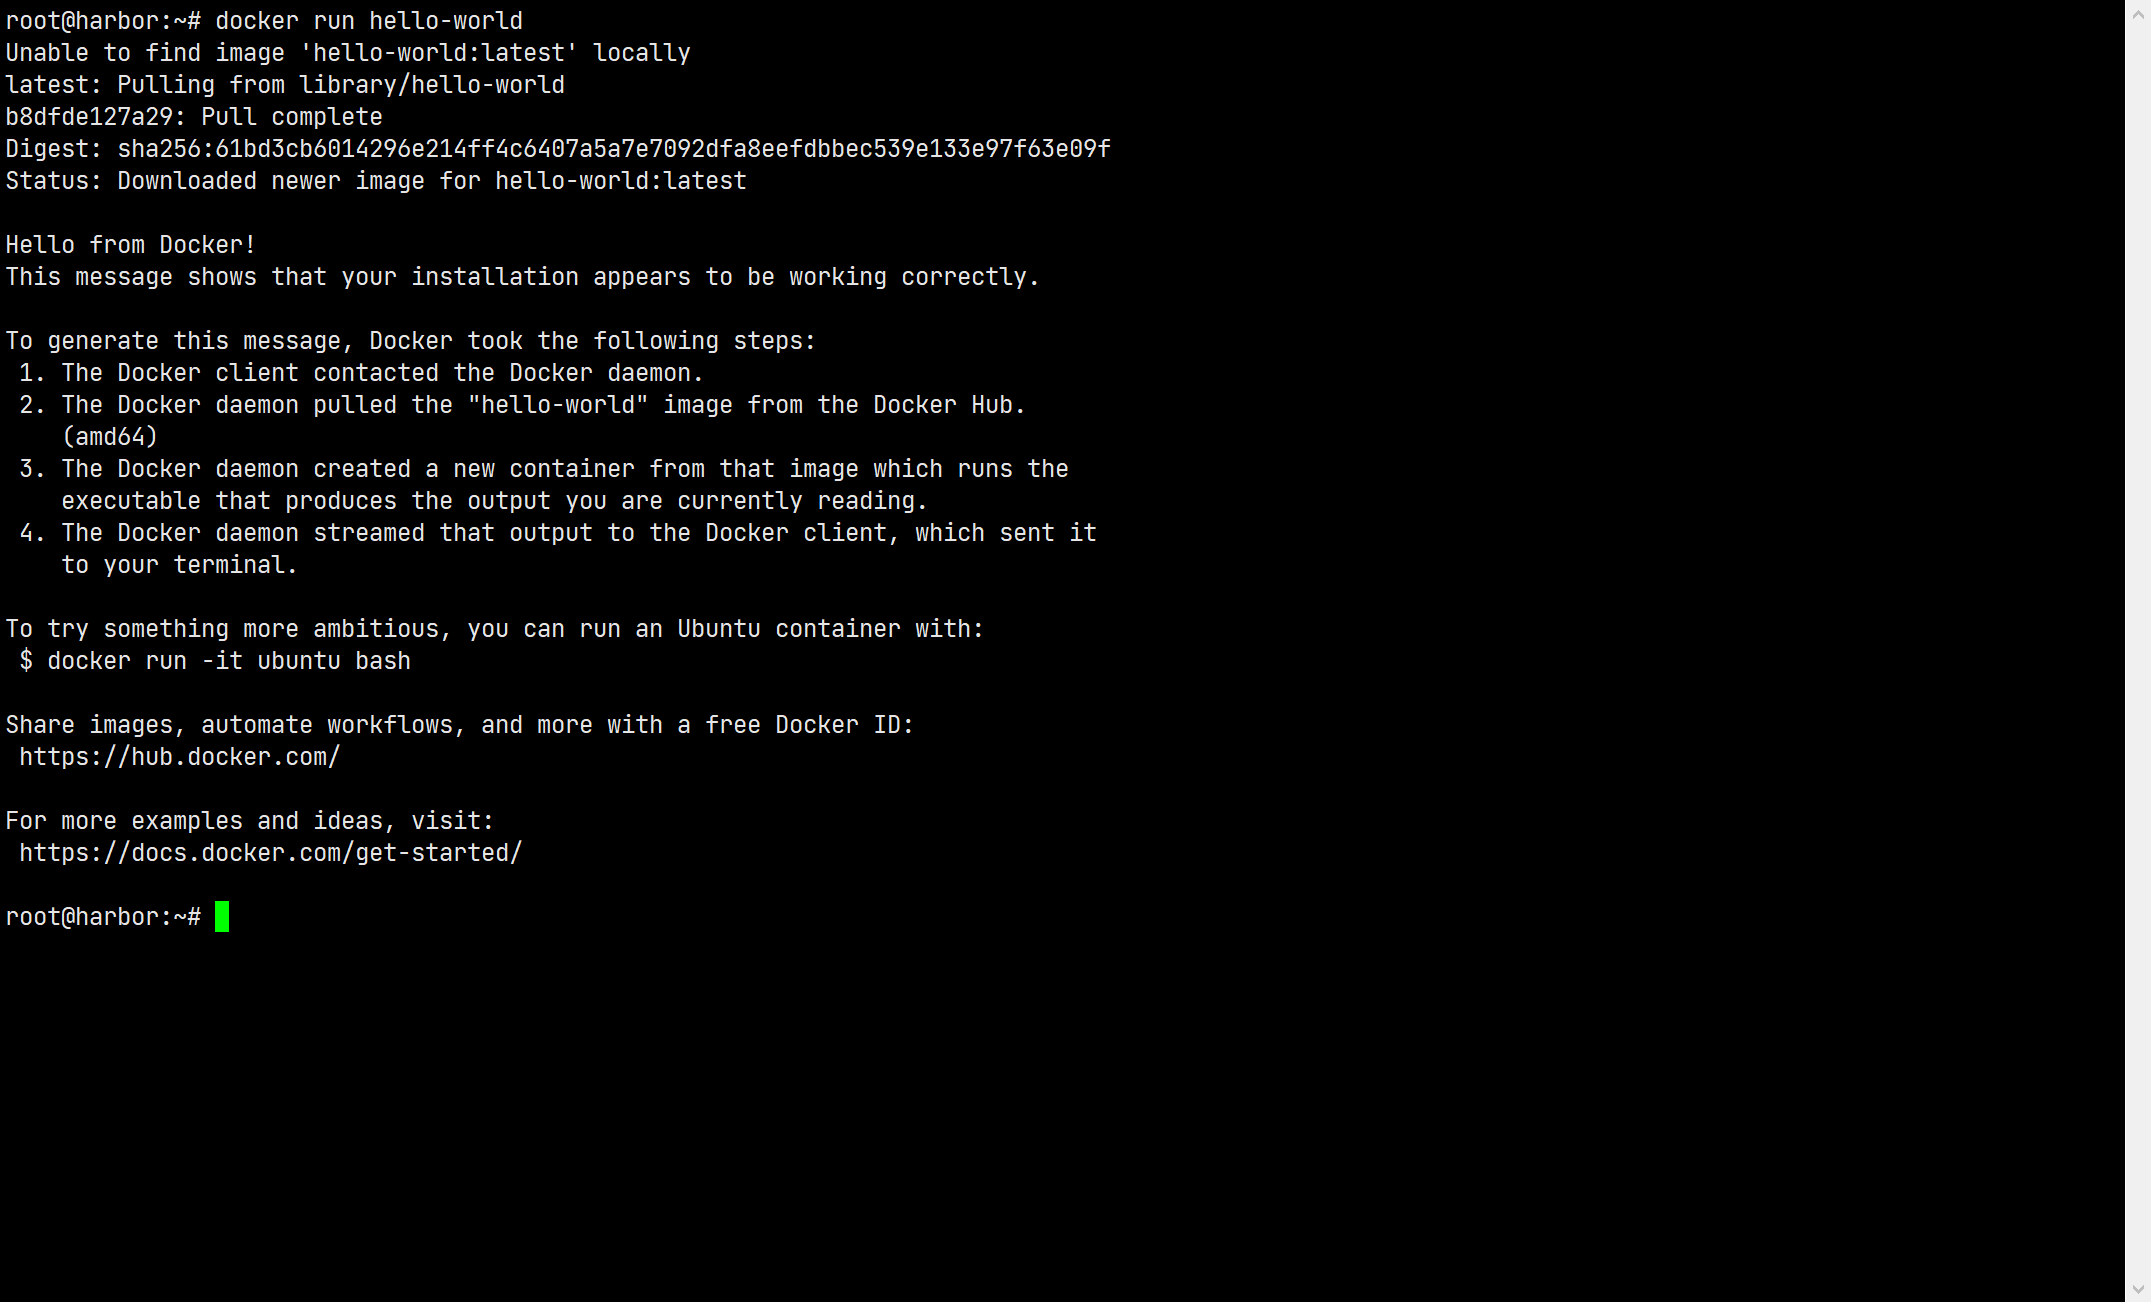 root@harbor:~# docker run hello-world
Unable to find image 'hello-world:latest' locally
latest: Pulling from library/hello-world
b8dfde127a29: Pull complete
Digest: sha256:61bd3cb6014296e214ff4c6407a5a7e7092dfa8eefdbbec539e133e97f63e09f
Status: Downloaded newer image for hello-world:latest

Hello from Docker!
This message shows that your installation appears to be working correctly.

To generate this message, Docker took the following steps:
 1. The Docker client contacted the Docker daemon.
 2. The Docker daemon pulled the "hello-world" image from the Docker Hub.
    (amd64)
 3. The Docker daemon created a new container from that image which runs the
    executable that produces the output you are currently reading.
 4. The Docker daemon streamed that output to the Docker client, which sent it
    to your terminal.

To try something more ambitious, you can run an Ubuntu container with:
 $ docker run -it ubuntu bash

Share images, automate workflows, and more with a free Docker ID:
 https://hub.docker.com/

For more examples and ideas, visit:
 https://docs.docker.com/get-started/

root@harbor:~#